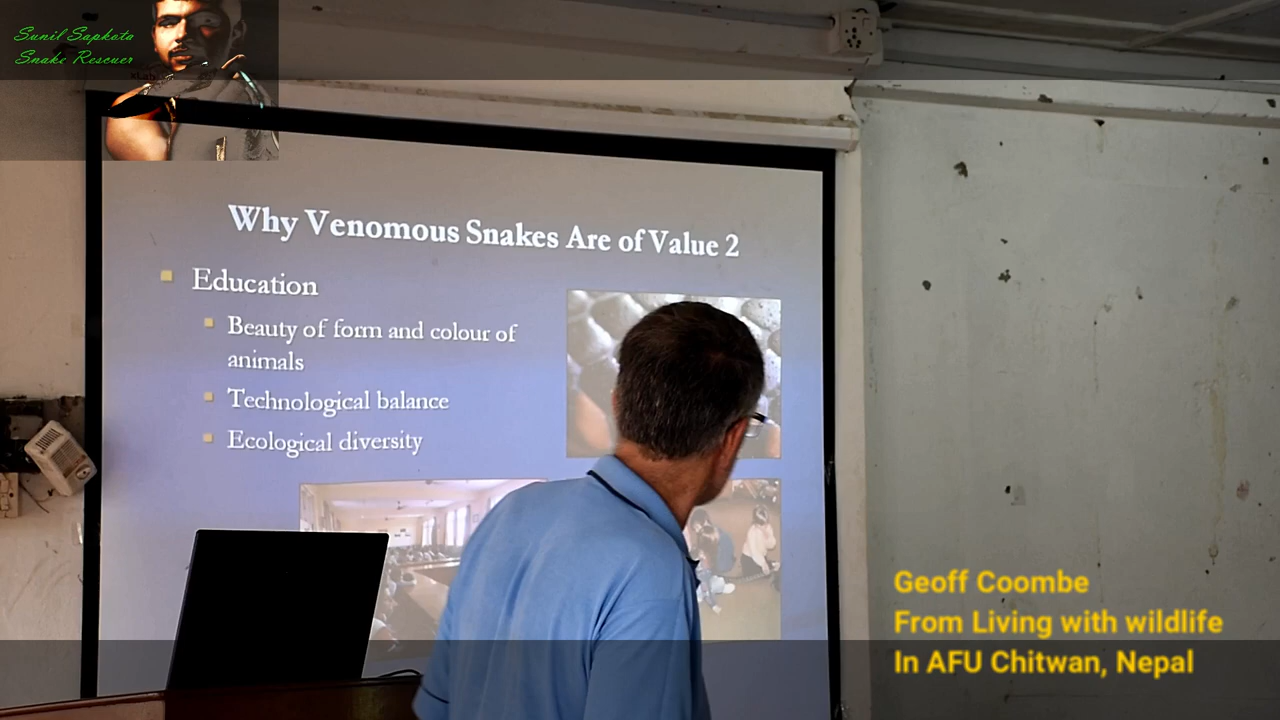 Sunil Sapkota
Snake Rescuer
Why Venomous Snakes Are of Value 2
Education
Beauty of form and colour of
animals
Technological balance
Ecological diversity
Geoff Coombe
From Living with wildlife
In AFU Chitwan, Nepal